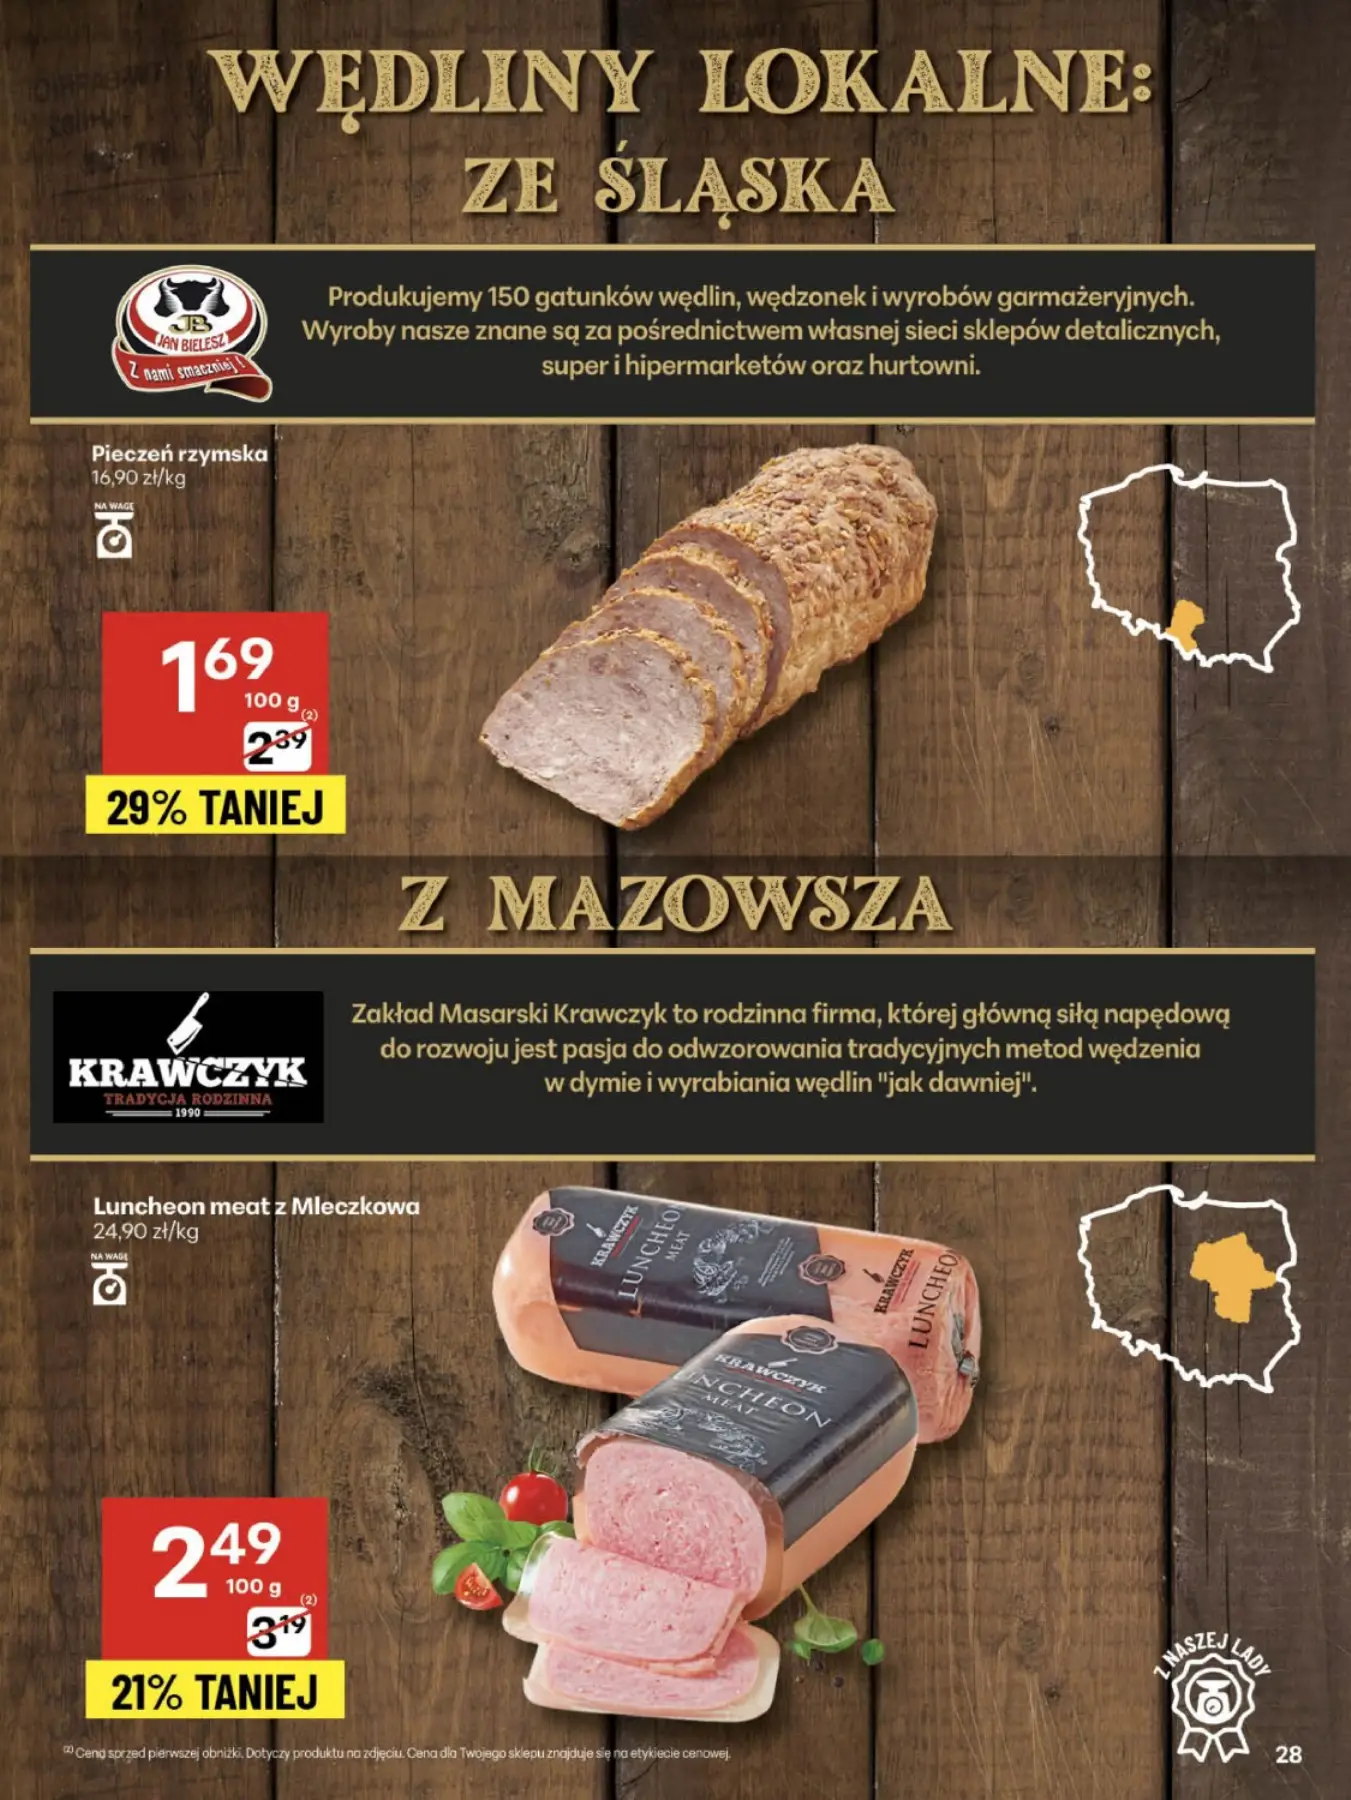 WĘDLINY LOKALNE:
ZE ŚLĄSKA
JB
JAN BIELESZ
Z nami smaczniej!
Produkujemy 150 gatunków wędlin, wędzonek i wyrobów garmażeryjnych.
Wyroby nasze znane są za pośrednictwem własnej sieci sklepów detalicznych,
super i hipermarketów oraz hurtowni.
Pieczeń rzymska
16,90 zł/kg
NA WAGĘ
1 69
100 g
(2)
2 39
29% TANIEJ
Z MAZOWSZA
KRAWCZYK
TRADYCJA RODZINNA
1990
Zakład Masarski Krawczyk to rodzinna firma, której główną siłą napędową
do rozwoju jest pasja do odwzorowania tradycyjnych metod wędzenia
w dymie i wyrabiania wędlin "jak dawniej".
Luncheon meat z Mleczkowa
24,90 zł/kg
NA WAGĘ
KRAWCZYK
LUNCHEO
MEAT
KRAWCZYK
LUNCHEO
KRAWCZYK
NCHEON
MEAT
2 49
100 g
(2)
3 19
21% TANIEJ
Z NASZEJ LADY
(2) Cena sprzed pierwszej obniżki. Dotyczy produktu na zdjęciu. Cena dla Twojego sklepu znajduje się na etykiecie cenowej.
28